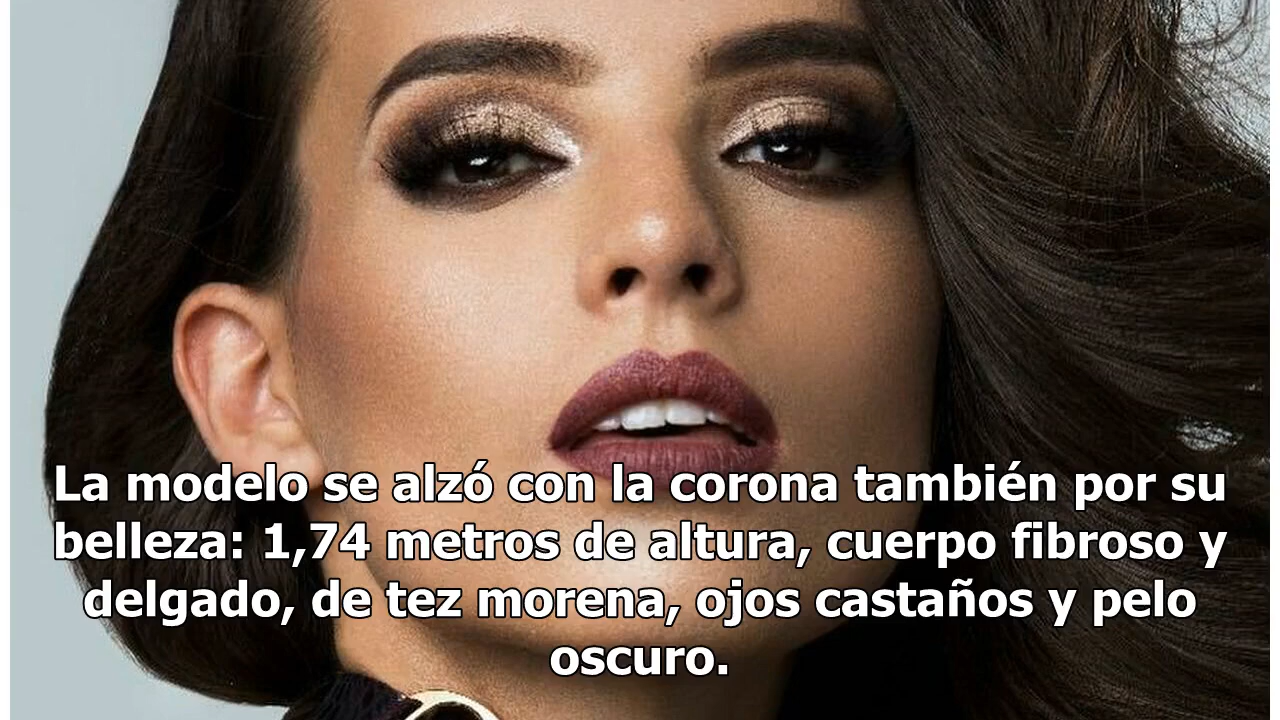 La modelo se alzó con la corona también por su
belleza: 1,74 metros de altura, cuerpo fibroso y
delgado, de tez morena, ojos castaños y pelo
oscuro.